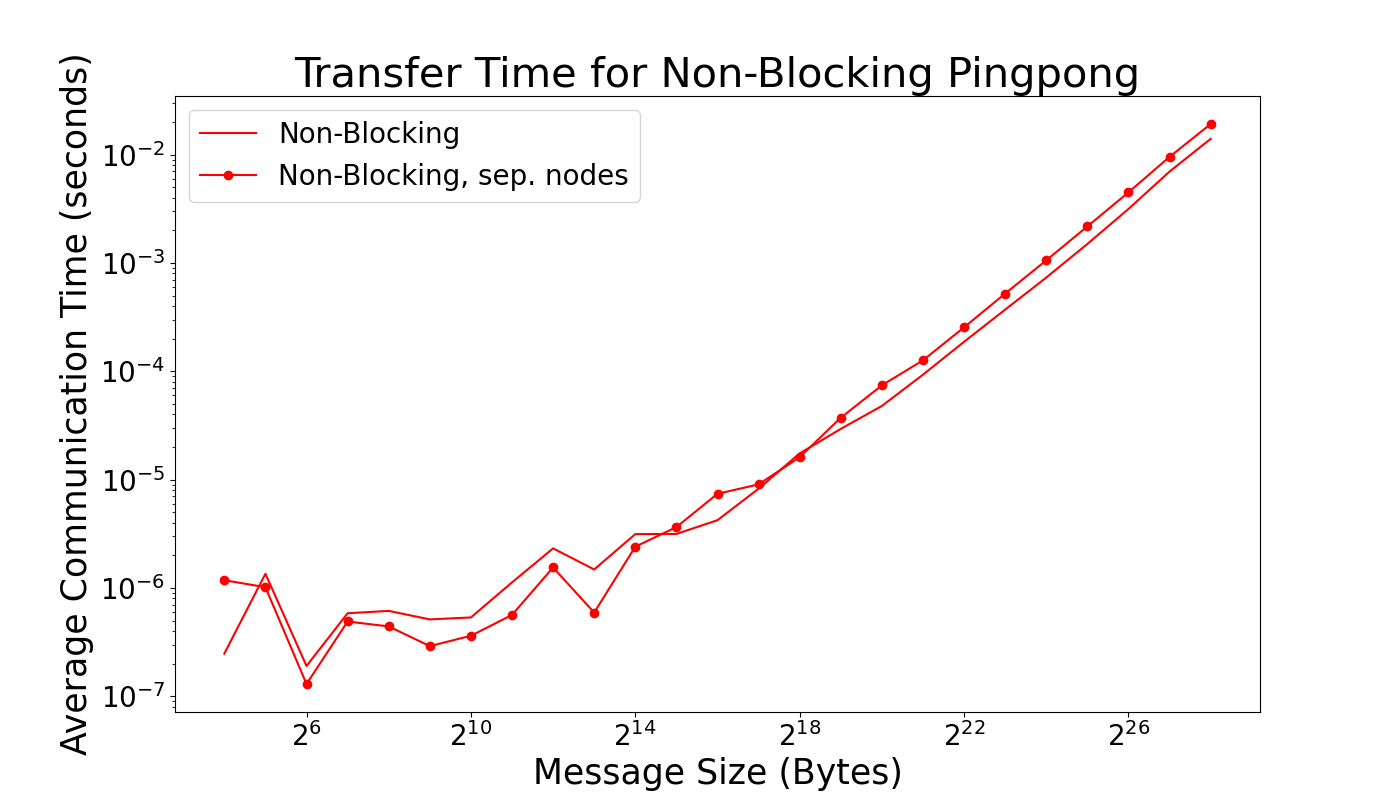 Transfer Time for Non-Blocking Pingpong
Non-Blocking
Non-Blocking, sep. nodes
Average Communication Time (seconds)
10^{-2}
10^{-3}
10^{-4}
10^{-5}
10^{-6}
10^{-7}
2^{6} 2^{10} 2^{14} 2^{18} 2^{22} 2^{26}
Message Size (Bytes)